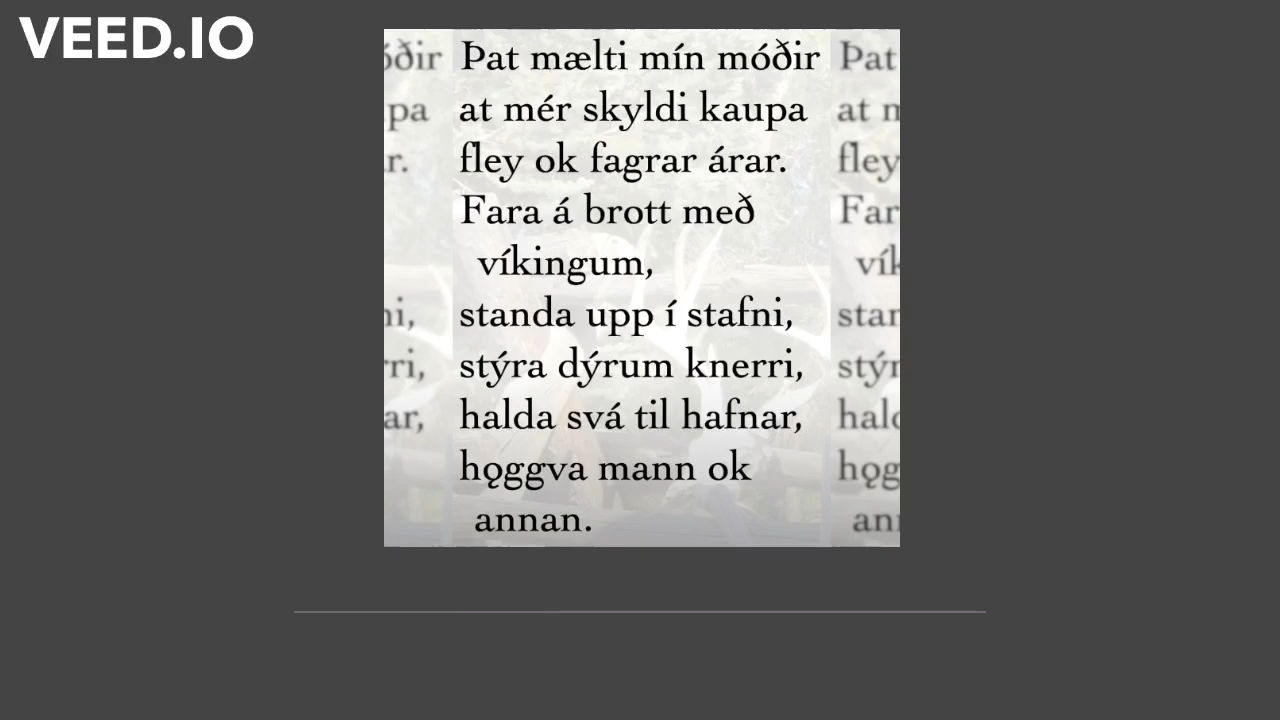 VEED.IO
Þat mælti mín móðir
at mér skyldi kaupa
fley ok fagrar árar.
Fara á brott með
víkingum,
standa upp í stafni,
stýra dýrum knerri,
halda svá til hafnar,
hǫggva mann ok
annan.